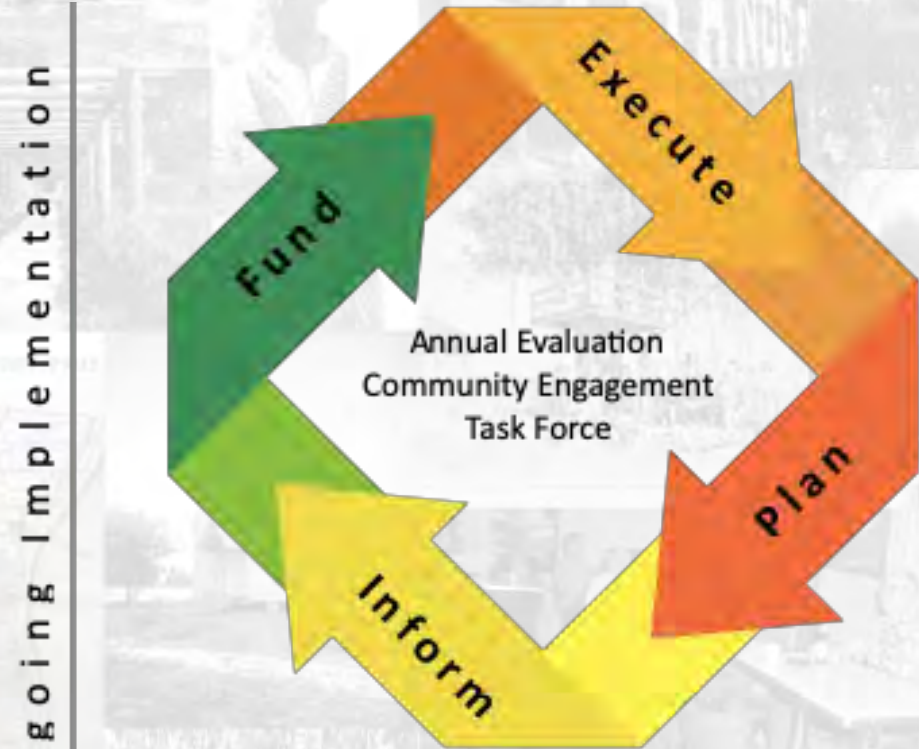 going Implementation
Execute
Fund
Annual Evaluation
Community Engagement
Task Force
Plan
Inform